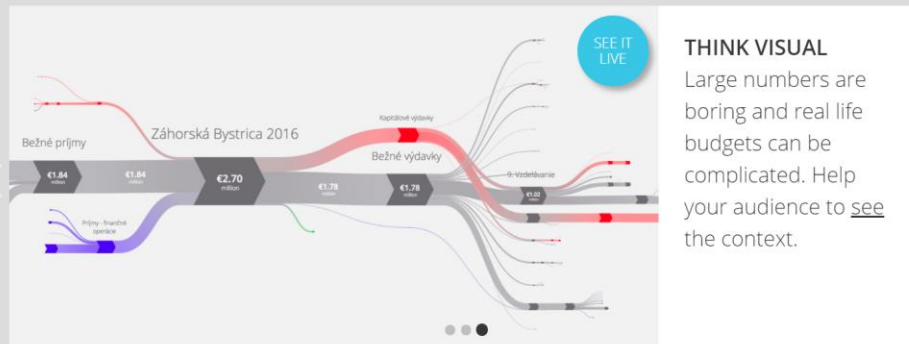 SEE IT
LIVE
Kapitálové výdavky
Záhorská Bystrica 2016
Bežné príjmy
Bežné výdavky
€1.84
million
€1.84
million
€2.70
million
€1.78
million
€1.78
million
9. Vzdelávanie
€1.02
million
Príjmy - finančné
operácie
THINK VISUAL
Large numbers are
boring and real life
budgets can be
complicated. Help
your audience to see
the context.